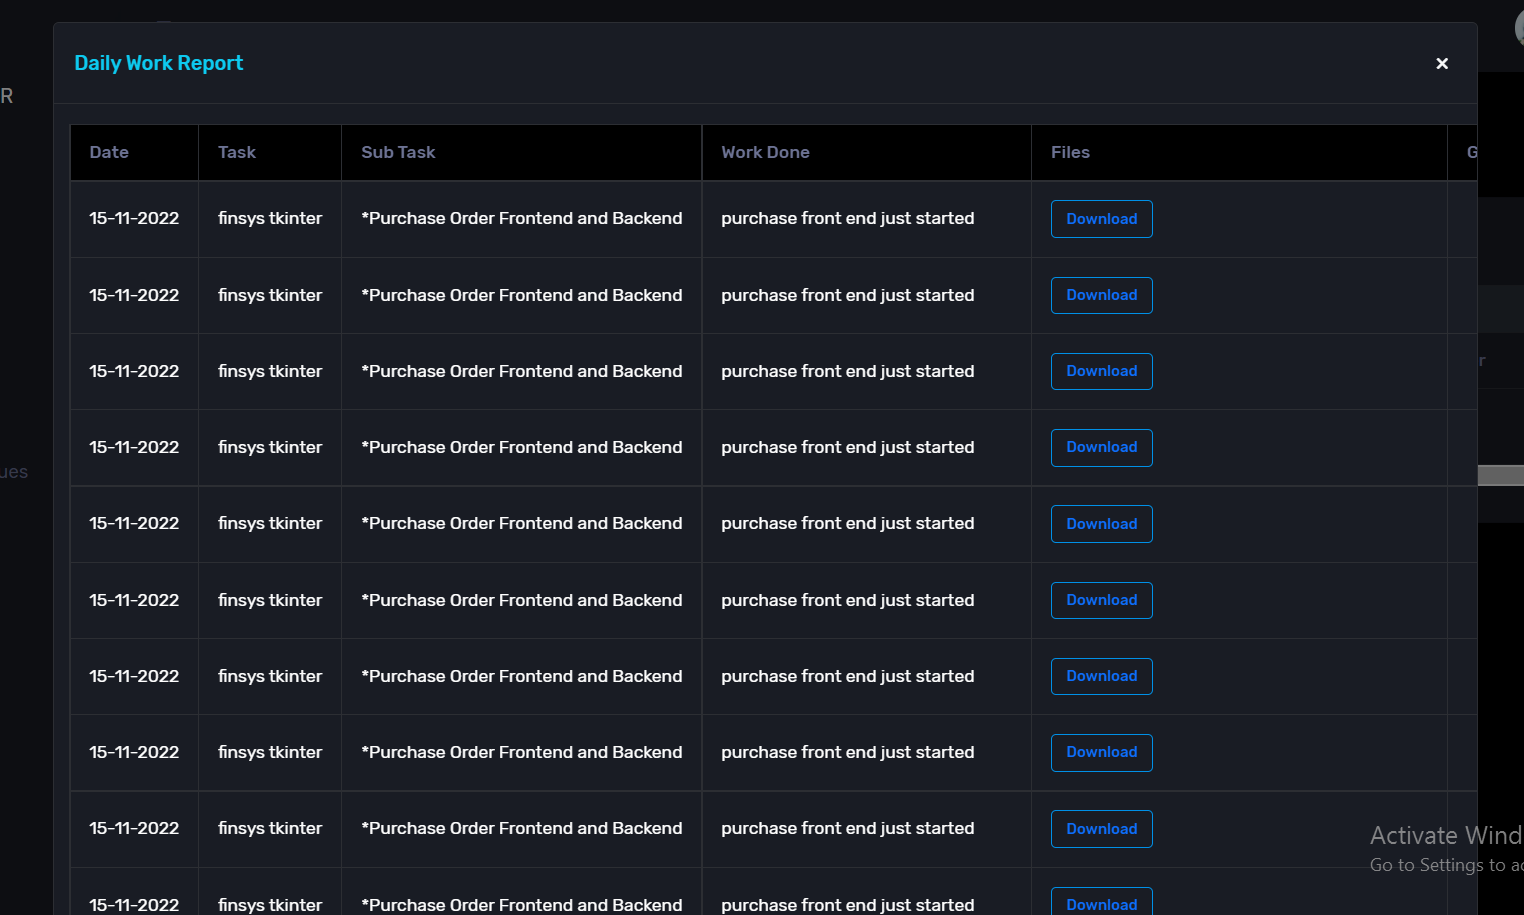 Daily Work Report
×
R
Date Task Sub Task Work Done Files G
15-11-2022 finsys tkinter *Purchase Order Frontend and Backend purchase front end just started Download
15-11-2022 finsys tkinter *Purchase Order Frontend and Backend purchase front end just started Download
15-11-2022 finsys tkinter *Purchase Order Frontend and Backend purchase front end just started Download
r
15-11-2022 finsys tkinter *Purchase Order Frontend and Backend purchase front end just started Download
ues
15-11-2022 finsys tkinter *Purchase Order Frontend and Backend purchase front end just started Download
15-11-2022 finsys tkinter *Purchase Order Frontend and Backend purchase front end just started Download
15-11-2022 finsys tkinter *Purchase Order Frontend and Backend purchase front end just started Download
15-11-2022 finsys tkinter *Purchase Order Frontend and Backend purchase front end just started Download
15-11-2022 finsys tkinter *Purchase Order Frontend and Backend purchase front end just started Download
Activate Wind
Go to Settings to ac
15-11-2022 finsys tkinter *Purchase Order Frontend and Backend purchase front end just started Download